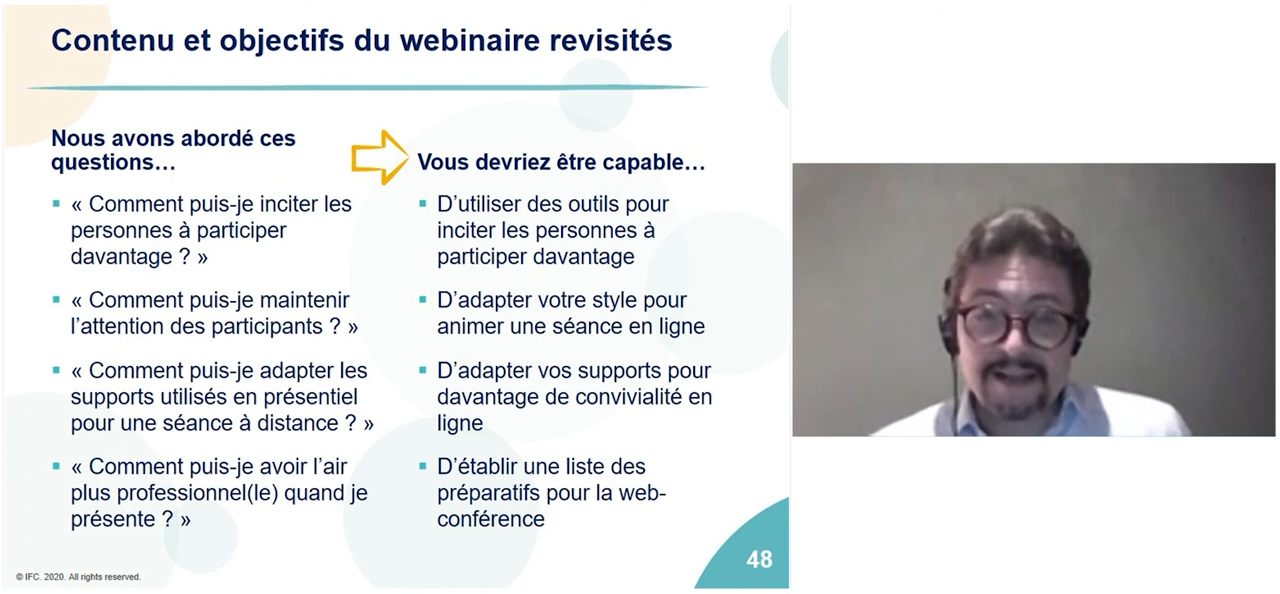 Contenu et objectifs du webinaire revisités
Nous avons abordé ces
questions…
« Comment puis-je inciter les
personnes à participer
davantage ? »
« Comment puis-je maintenir
l’attention des participants ? »
« Comment puis-je adapter les
supports utilisés en présentiel
pour une séance à distance ? »
« Comment puis-je avoir l’air
plus professionnel(le) quand je
présente ? »
Vous devriez être capable…
D’utiliser des outils pour
inciter les personnes à
participer davantage
D’adapter votre style pour
animer une séance en ligne
D’adapter vos supports pour
davantage de convivialité en
ligne
D’établir une liste des
préparatifs pour la web-
conférence
48
© IFC. 2020. All rights reserved.